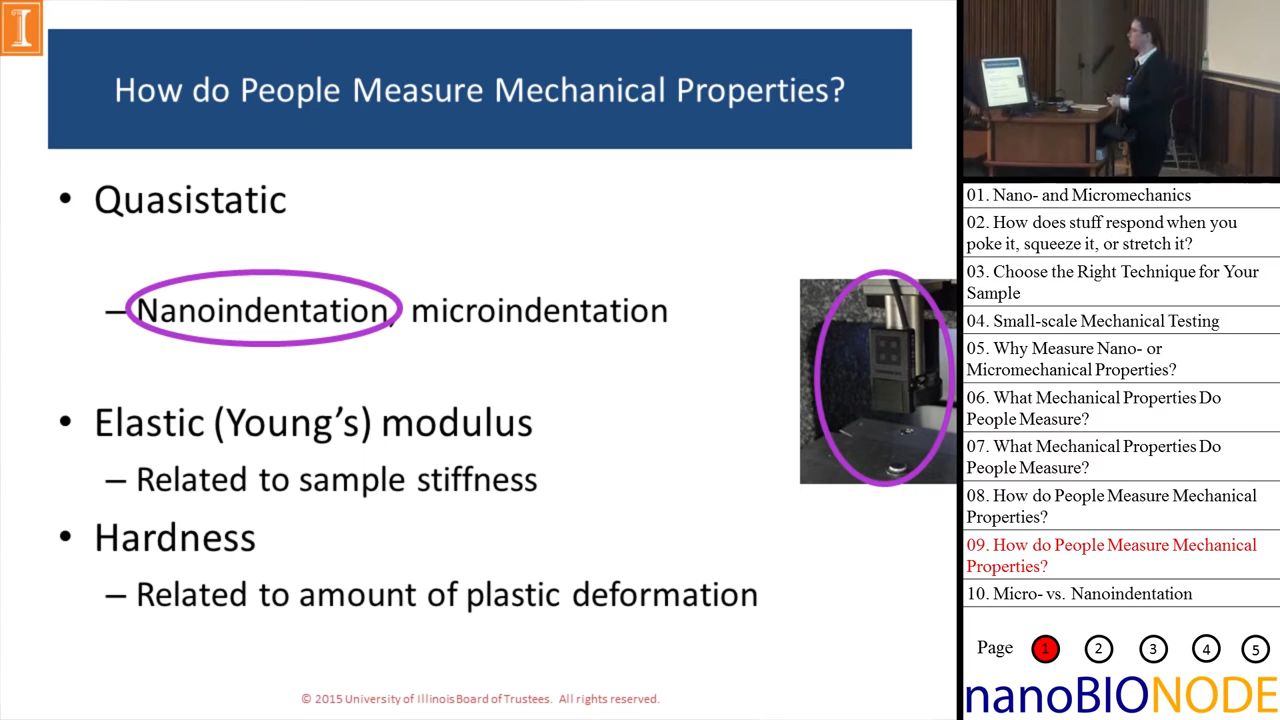 I
How do People Measure Mechanical Properties?
• Quasistatic
– Nanoindentation, microindentation
• Elastic (Young's) modulus
– Related to sample stiffness
• Hardness
– Related to amount of plastic deformation
© 2015 University of IllinoisBoard of Trustees. All rights reserved.
01. Nano- and Micromechanics
02. How does stuff respond when you
poke it, squeeze it, or stretch it?
03. Choose the Right Technique for Your
Sample
04. Small-scale Mechanical Testing
05. Why Measure Nano- or
Micromechanical Properties?
06. What Mechanical Properties Do
People Measure?
07. What Mechanical Properties Do
People Measure?
08. How do People Measure Mechanical
Properties?
09. How do People Measure Mechanical
Properties?
10. Micro- vs. Nanoindentation
Page 1 2 3 4 5
nanoBIONODE